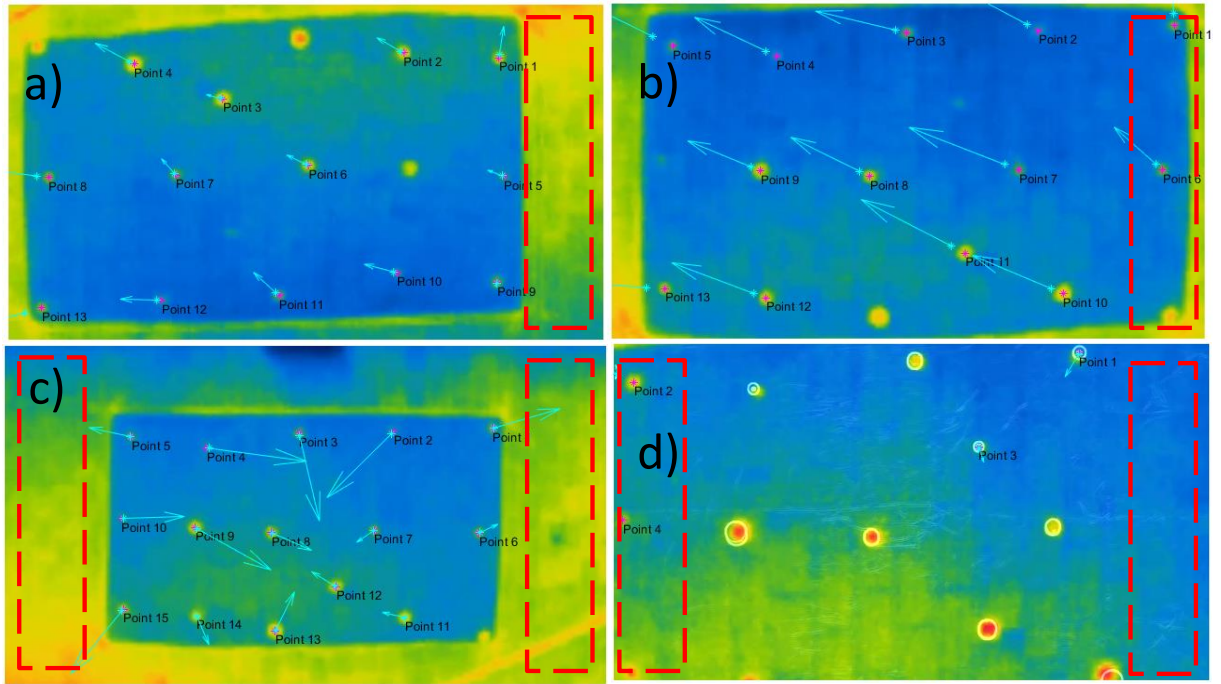 a)
Point 4
Point 2
Point 1
Point 3
Point 8
Point 7
Point 6
Point 5
Point 13
Point 12
Point 11
Point 10
Point 9
b)
Point 5
Point 4
Point 3
Point 2
Point 1
Point 9
Point 8
Point 7
Point 6
Point 13
Point 12
Point 11
Point 10
c)
Point 5
Point 4
Point 3
Point 2
Point
Point 10
Point 9
Point 8
Point 7
Point 6
Point 15
Point 14
Point 13
Point 12
Point 11
d)
Point 1
Point 2
Point 3
Point 4